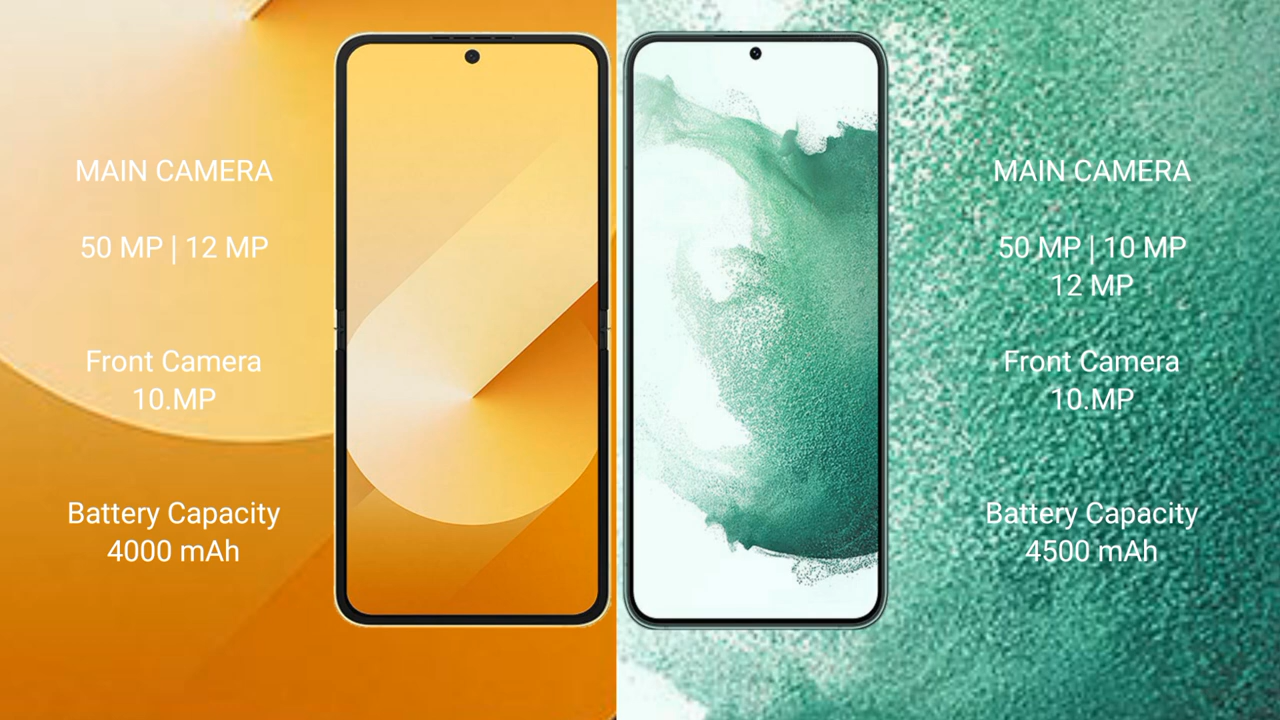 MAIN CAMERA
50 MP | 12 MP
Front Camera
10.MP
Battery Capacity
4000 mAh
MAIN CAMERA
50 MP | 10 MP
12 MP
Front Camera
10.MP
Battery Capacity
4500 mAh